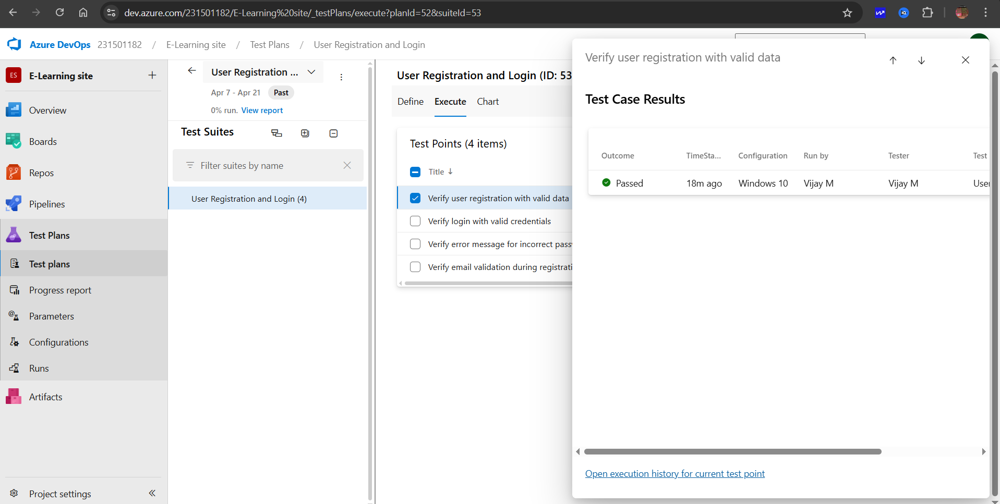 dev.azure.com/231501182/E-Learning%20site/_testPlans/execute?planId=52&suiteId=53
Azure DevOps 231501182 / E-Learning site / Test Plans / User Registration and Login
ES E-Learning site
Overview
Boards
Repos
Pipelines
Test Plans
Test plans
Progress report
Parameters
Configurations
Runs
Artifacts
Project settings
User Registration ...
Apr 7 - Apr 21 Past
0% run. View report
Test Suites
Filter suites by name
User Registration and Login (4)
User Registration and Login (ID: 53
Define Execute Chart
Test Points (4 items)
Title
Verify user registration with valid data
Verify login with valid credentials
Verify error message for incorrect passw
Verify email validation during registrati
Verify user registration with valid data
Test Case Results
Outcome TimeSta... Configuration Run by Tester Test
Passed 18m ago Windows 10 Vijay M Vijay M User
Open execution history for current test point